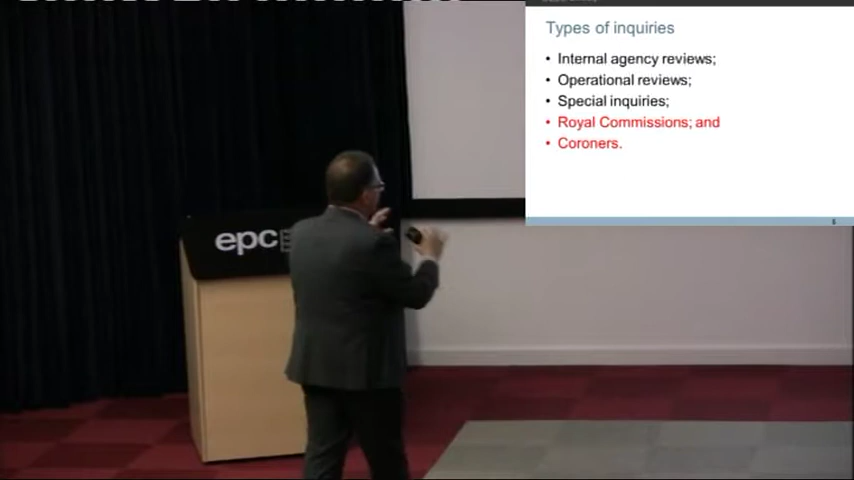 Types of inquiries
• Internal agency reviews;
• Operational reviews;
• Special inquiries;
• Royal Commissions; and
• Coroners.
epc